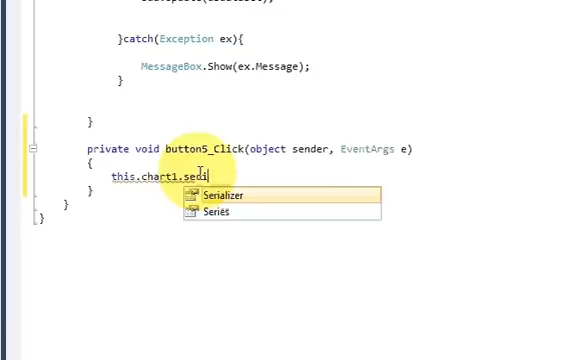 }catch(Exception ex){
MessageBox.Show(ex.Message);
}
}
private void button5_Click(object sender, EventArgs e)
{
this.chart1.seri
Serializer
Series
}
}
}